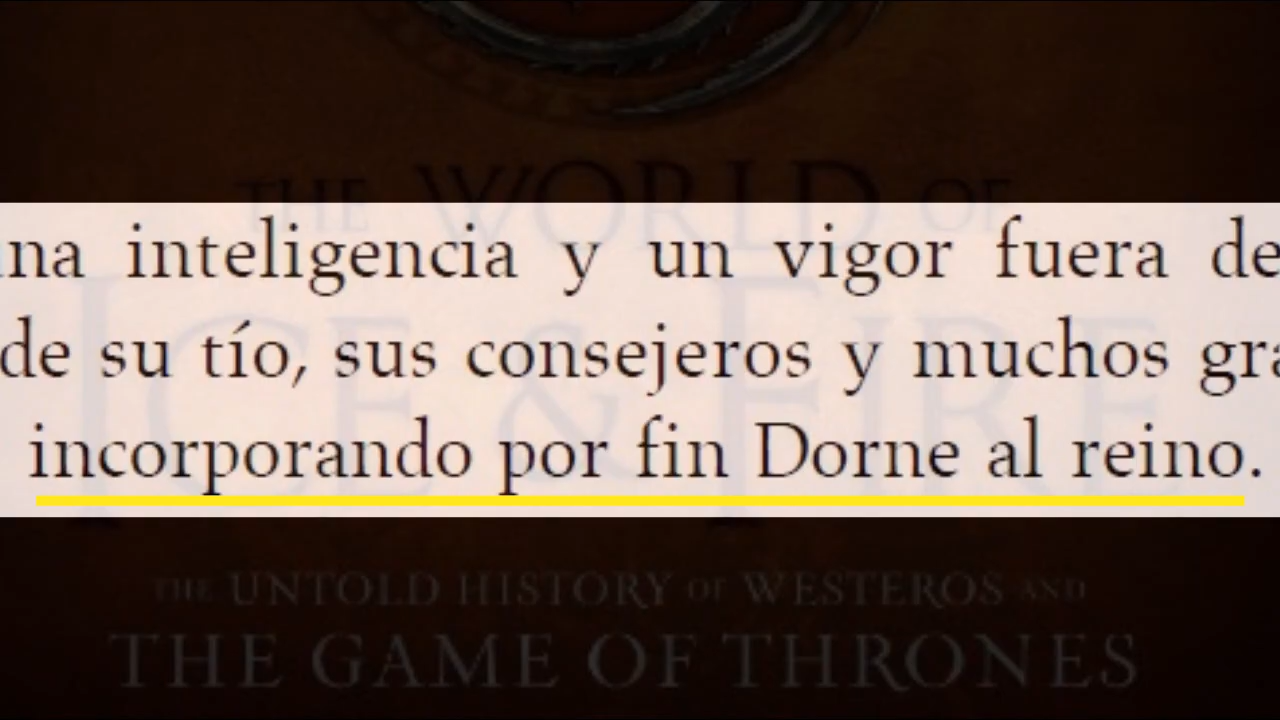 THE WORLD OF
una inteligencia y un vigor fuera de
de su tío, sus consejeros y muchos gra
ICE & FIRE
incorporando por fin Dorne al reino.
THE UNTOLD HISTORY OF WESTEROS AND
THE GAME OF THRONES